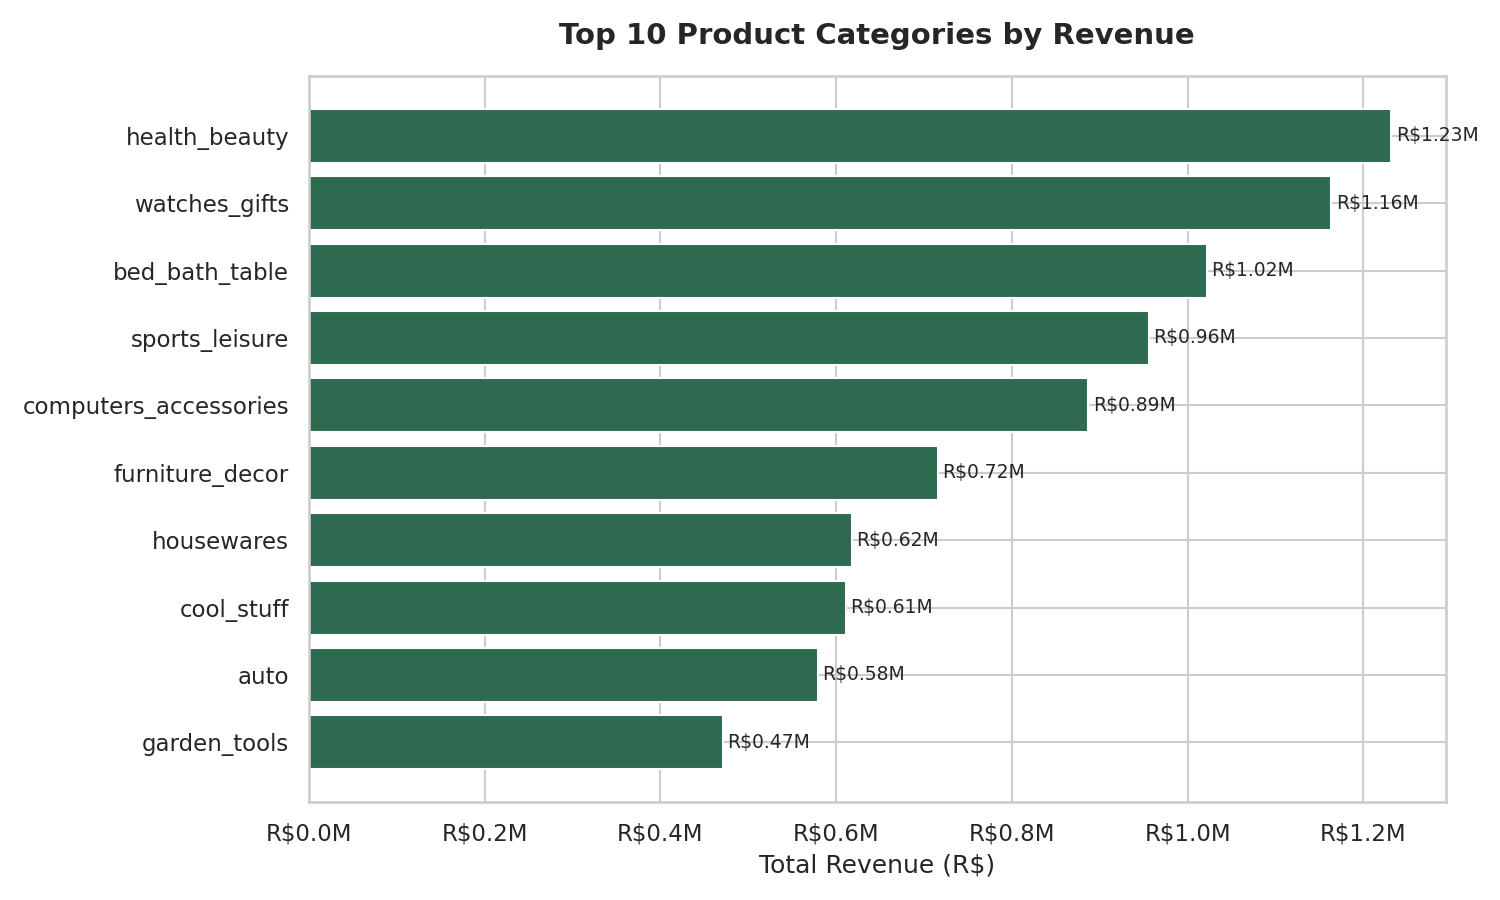 Top 10 Product Categories by Revenue
health_beauty R$1.23M
watches_gifts R$1.16M
bed_bath_table R$1.02M
sports_leisure R$0.96M
computers_accessories R$0.89M
furniture_decor R$0.72M
housewares R$0.62M
cool_stuff R$0.61M
auto R$0.58M
garden_tools R$0.47M
R$0.0M R$0.2M R$0.4M R$0.6M R$0.8M R$1.0M R$1.2M
Total Revenue (R$)